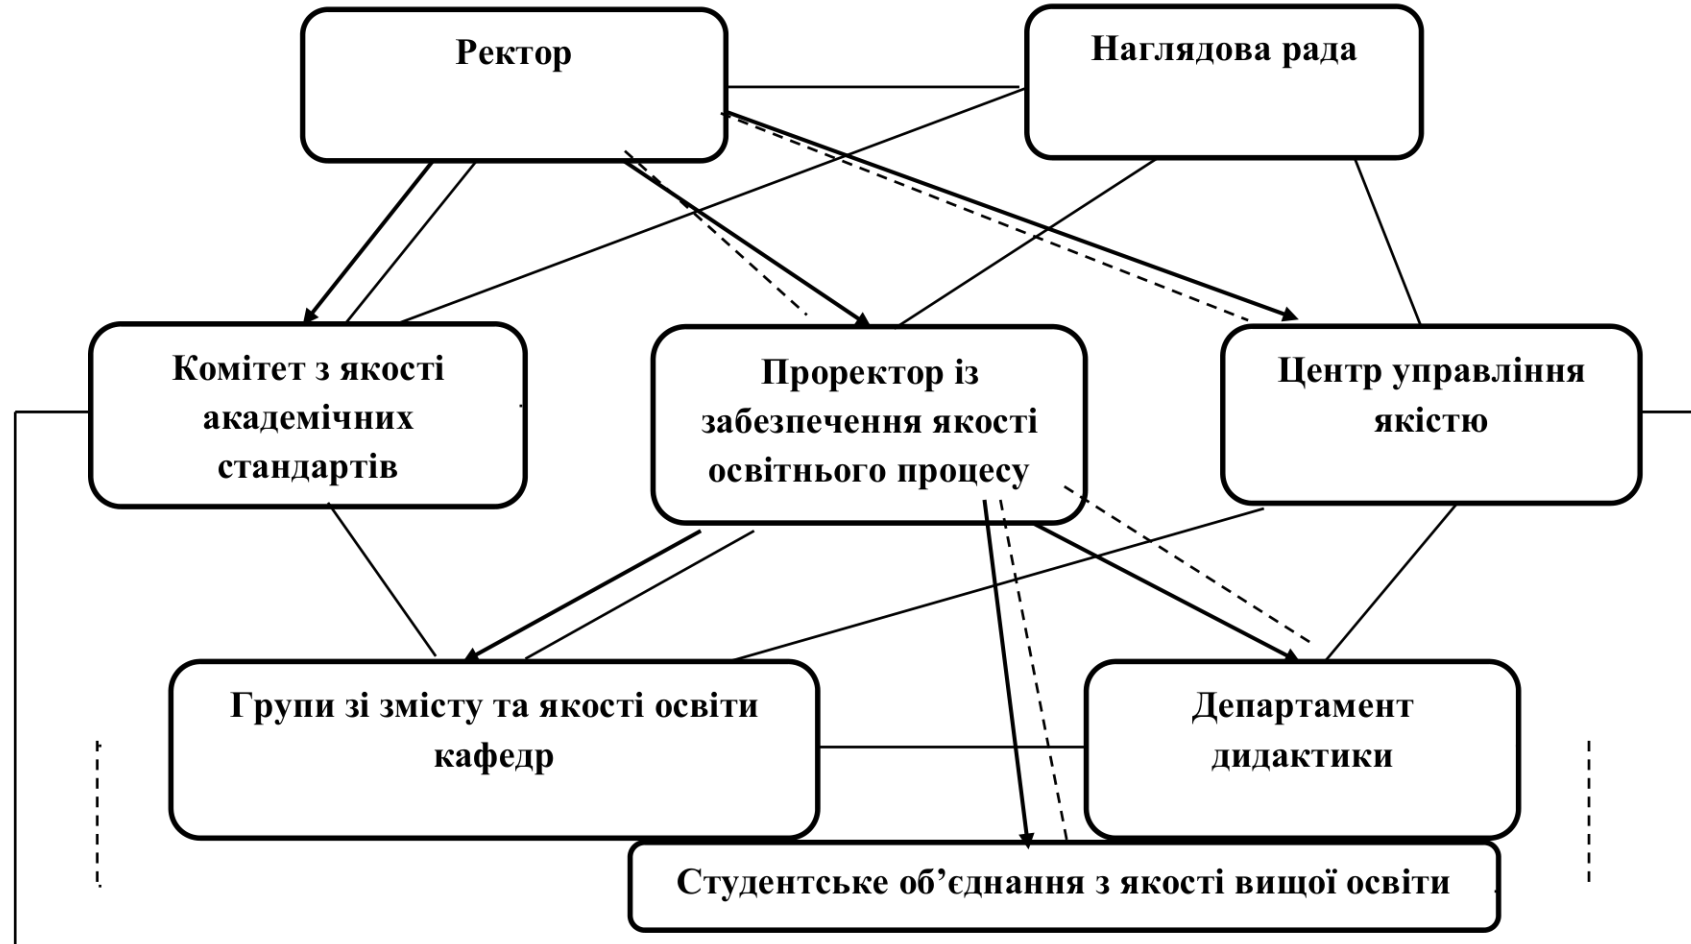 Ректор
Наглядова рада
Комітет з якості
академічних
стандартів
Проректор із
забезпечення якості
освітнього процесу
Центр управління
якістю
Групи зі змісту та якості освіти
кафедр
Департамент
дидактики
Студентське об’єднання з якості вищої освіти